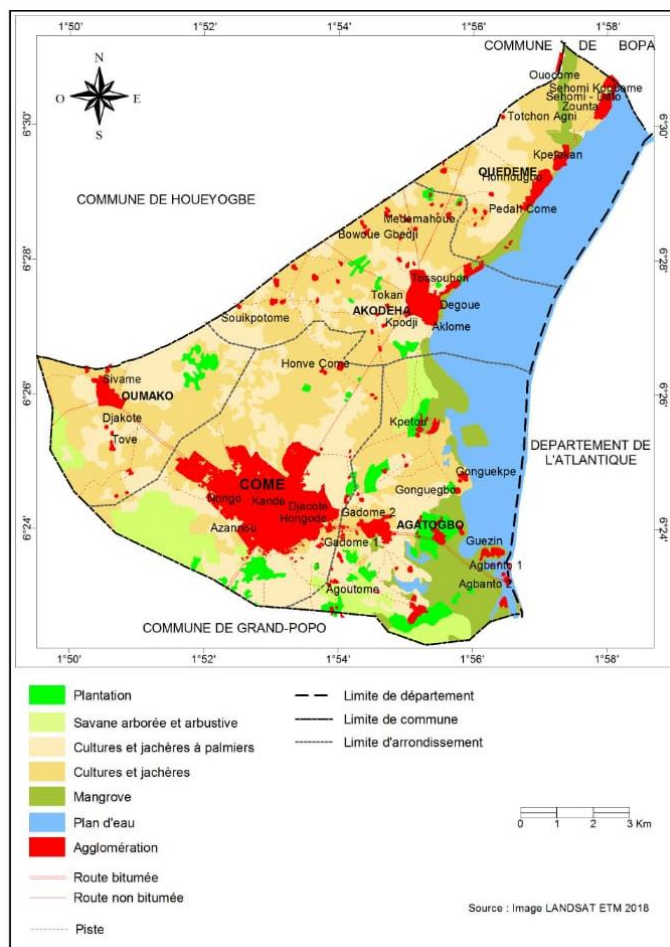 1°50' 1°52' 1°54' 1°56' 1°58'
COMMUNE DE BOPA
N
O E
S
Ouocome
Sehomi Kogbame
Sehomi - Dato
Zounta
Totchon Agni
6°30' 6°30'
Kpetekan
OUEDEME
Honnougbo
COMMUNE DE HOUEYOGBE
Pedah Come
Medemahoue
Bowoue Gbedji
6°28' 6°28'
Tossouhon
Tokan
Degoue
AKODEHA
Souikpotome
Kpodji
Aklome
Honve Come
Sivame
6°26' 6°26'
OUMAKO
Djakote
Kpetou
Tove
DEPARTEMENT DE
L'ATLANTIQUE
Gonguekpe
COME
Gonguegbo
Nongo
Kande
Djacote
Gadome 2
Hongode
Azannou
AGATOGBO
6°24' 6°24'
Gadome 1
Guezin
Agbanto 1
Agoutome
Agbanto 2
COMMUNE DE GRAND-POPO
1°50' 1°52' 1°54' 1°56' 1°58'
Plantation
Savane arborée et arbustive
Cultures et jachères à palmiers
Cultures et jachères
Mangrove
Plan d'eau
Agglomération
Route bitumée
Route non bitumée
Piste
Limite de département
Limite de commune
Limite d'arrondissement
0 1 2 3 Km
Source : Image LANDSAT ETM 2018